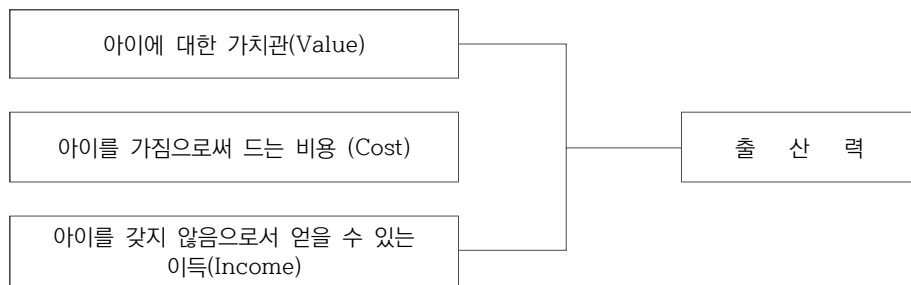 아이에 대한 가치관(Value)
아이를 가짐으로써 드는 비용 (Cost)
출 산 력
아이를 갖지 않음으로서 얻을 수 있는
이득(Income)